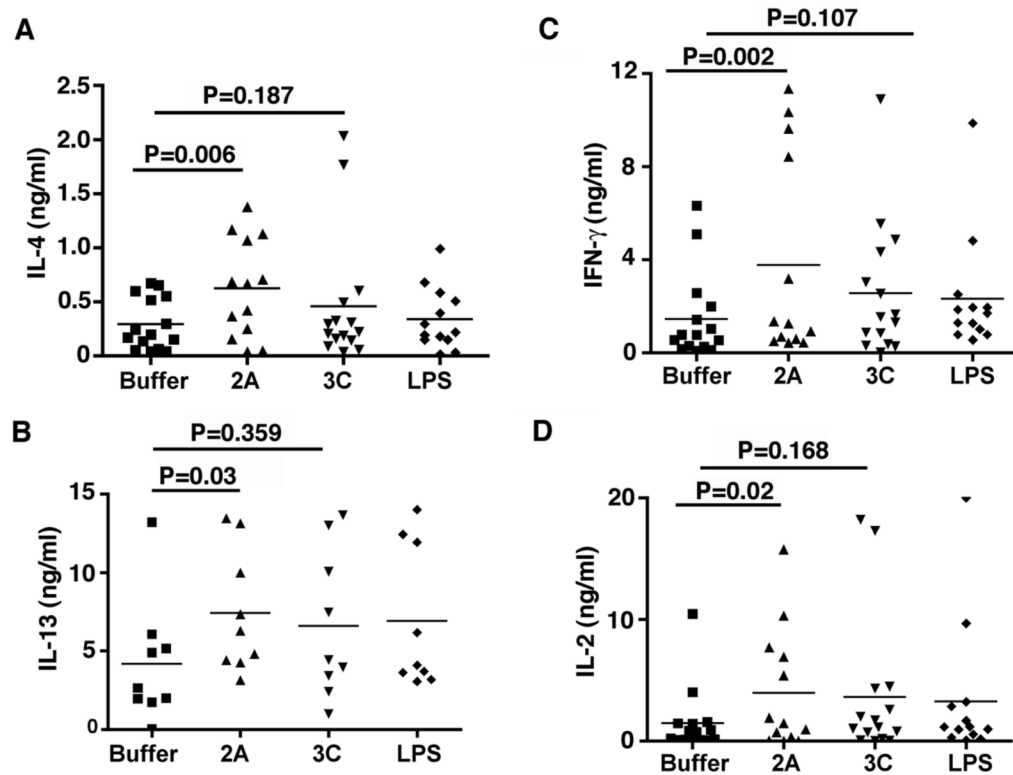 A
P=0.187
P=0.006
IL-4 (ng/ml)
2.5
2.0
1.5
1.0
0.5
0
Buffer 2A 3C LPS
C
P=0.107
P=0.002
IFN-γ (ng/ml)
12
8
4
0
Buffer 2A 3C LPS
B
P=0.359
P=0.03
IL-13 (ng/ml)
15
10
5
0
Buffer 2A 3C LPS
D
P=0.168
P=0.02
IL-2 (ng/ml)
20
10
0
Buffer 2A 3C LPS